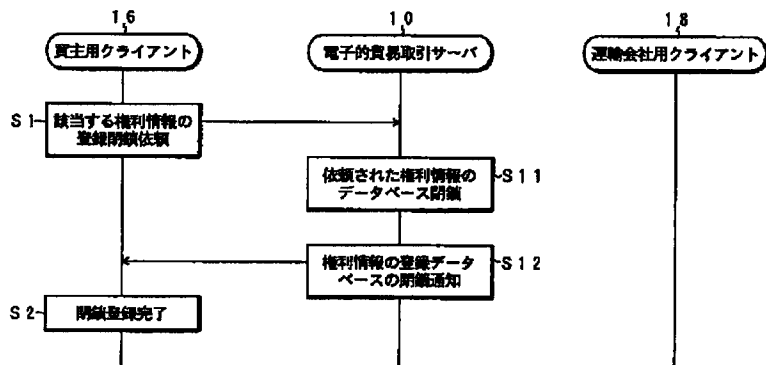 16
10
18
買主用クライアント
電子的貿易取引サーバ
運輸会社用クライアント
S1
該当する権利情報の
登録閉鎖依頼
依頼された権利情報の
データベース閉鎖
S11
権利情報の登録データ
ベースの閉鎖通知
S12
S2
閉鎖登録完了